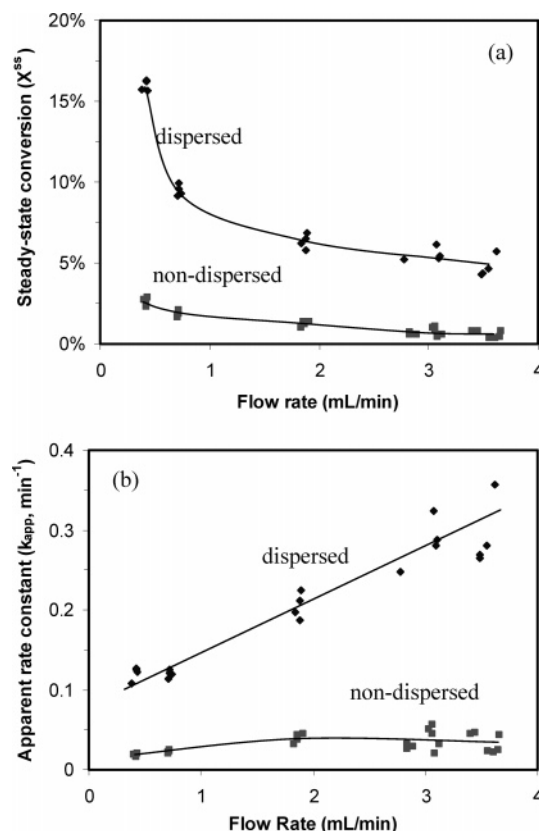 20%
(a)
15%
dispersed
10%
non-dispersed
5%
0%
0 1 2 3 4
Steady-state conversion (X^ss)
Flow rate (mL/min)
0.4
(b)
0.3
dispersed
0.2
non-dispersed
0.1
0
0 1 2 3 4
Apparent rate constant (k_app, min⁻¹)
Flow Rate (mL/min)